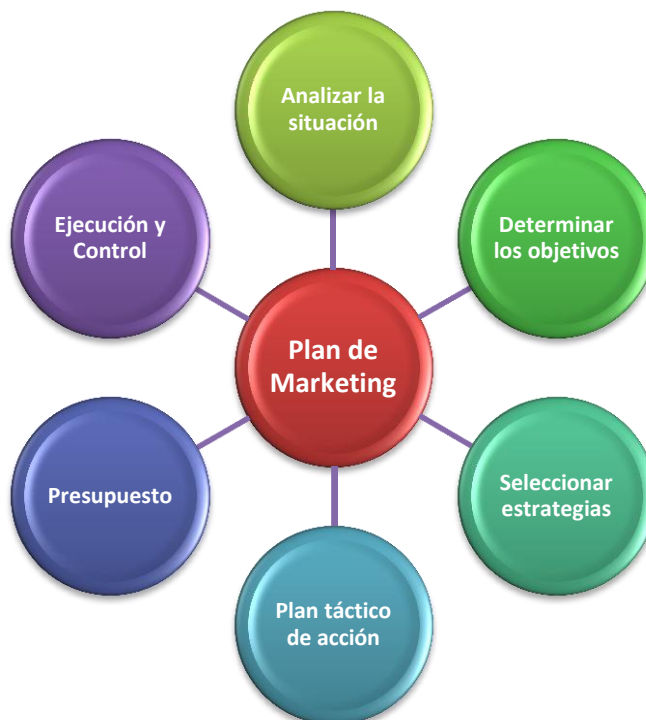 Analizar la
situación
Determinar
los objetivos
Seleccionar
estrategias
Plan táctico
de acción
Presupuesto
Ejecución y
Control
Plan de
Marketing